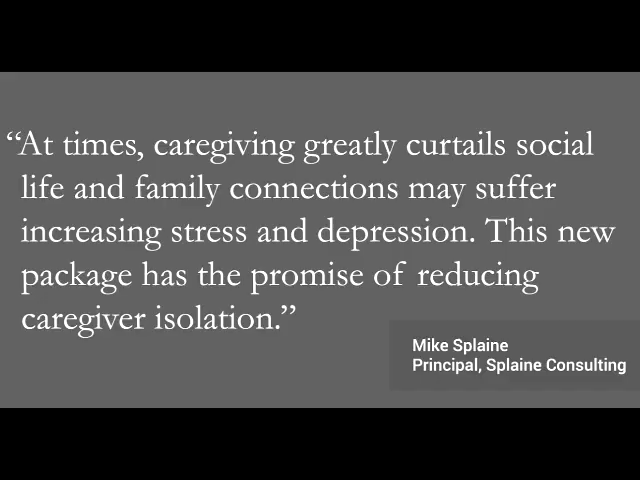 “At times, caregiving greatly curtails social
life and family connections may suffer
increasing stress and depression. This new
package has the promise of reducing
caregiver isolation.”
Mike Splaine
Principal, Splaine Consulting